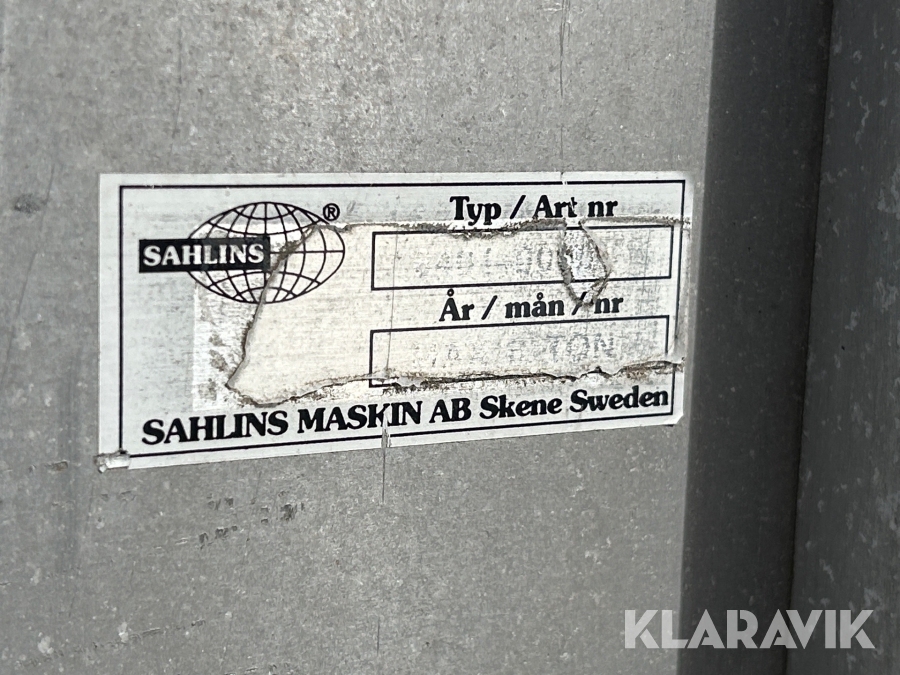 Typ / Art nr
®
SAHLINS
År / mån / nr
SAHLINS MASKIN AB Skene Sweden
KLARAVIK